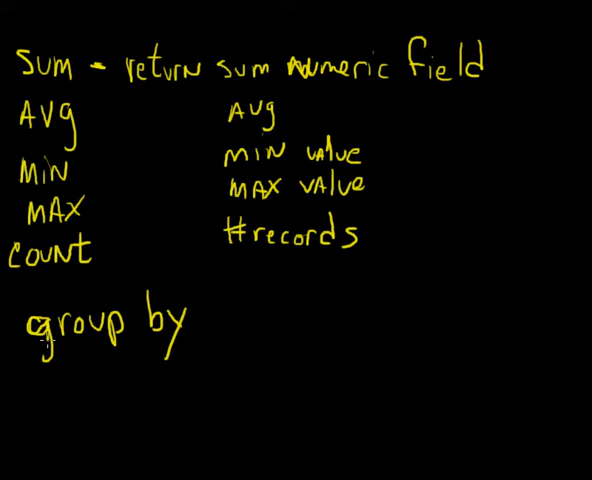 SUM - return sum numeric field
AVg Avg
MIN MIN VALUE
MAX MAX VALUE
COUNT #records
group by